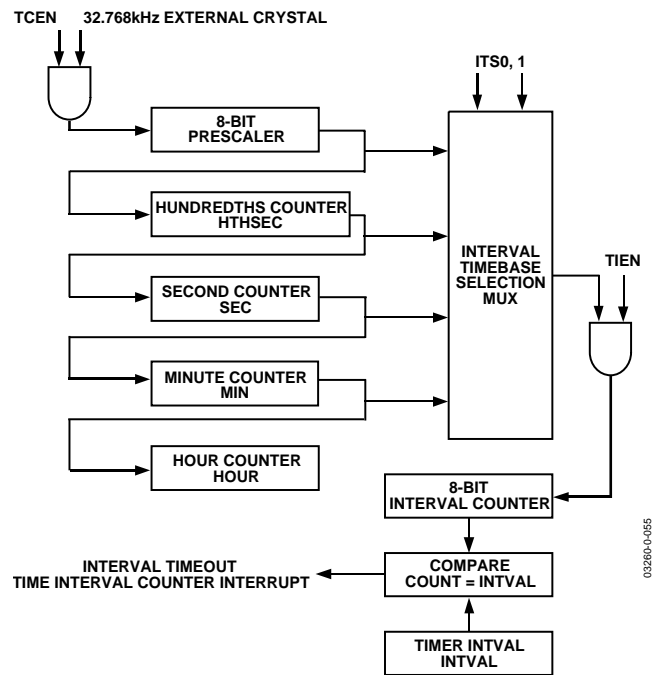 TCEN 32.768kHz EXTERNAL CRYSTAL
ITS0, 1
8-BIT
PRESCALER
HUNDREDTHS COUNTER
HTHSEC
INTERVAL
TIMEBASE
SELECTION
MUX
TIEN
SECOND COUNTER
SEC
MINUTE COUNTER
MIN
HOUR COUNTER
HOUR
8-BIT
INTERVAL COUNTER
INTERVAL TIMEOUT
TIME INTERVAL COUNTER INTERRUPT
COMPARE
COUNT = INTVAL
TIMER INTVAL
INTVAL
03260-0-055